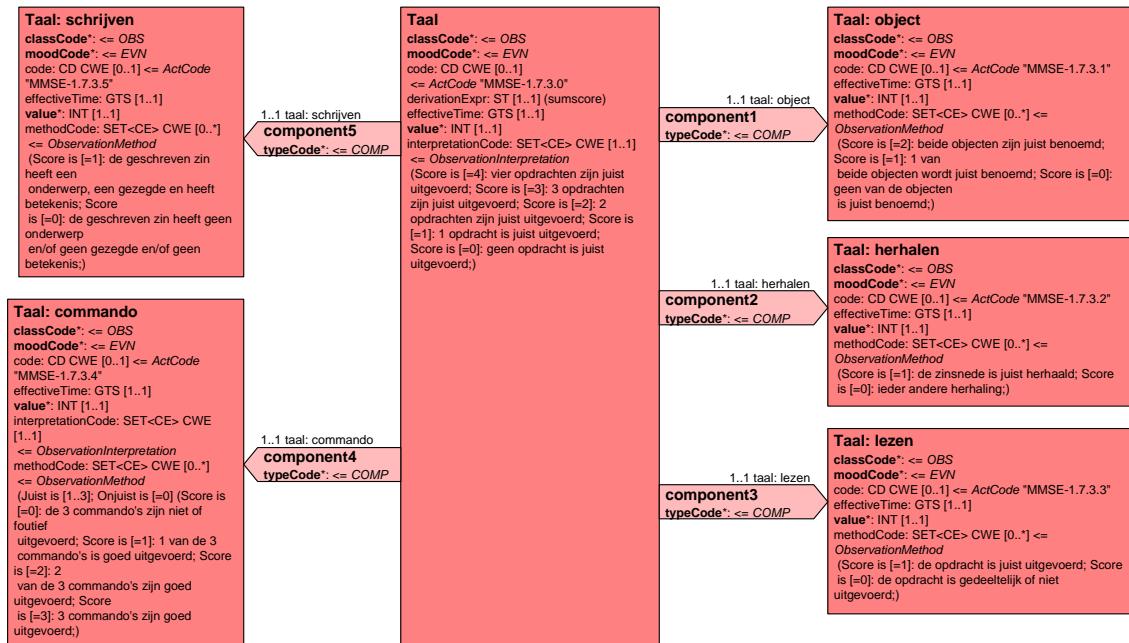 Taal: schrijven
classCode*: <= OBS
moodCode*: <= EVN
code: CD CWE [0..1] <= ActCode
"MMSE-1.7.3.5"
effectiveTime: GTS [1..1]
value*: INT [1..1]
methodCode: SET<CE> CWE [0..*]
<= ObservationMethod
(Score is [=1]: de geschreven zin
heeft een
onderwerp, een gezegde en heeft
betekenis; Score
is [=0]: de geschreven zin heeft geen
onderwerp
en/of geen gezegde en/of geen
betekenis;)
1..1 taal: schrijven
component5
typeCode*: <= COMP
Taal: commando
classCode*: <= OBS
moodCode*: <= EVN
code: CD CWE [0..1] <= ActCode
"MMSE-1.7.3.4"
effectiveTime: GTS [1..1]
value*: INT [1..1]
interpretationCode: SET<CE> CWE
[1..1]
<= ObservationInterpretation
methodCode: SET<CE> CWE [0..*]
<= ObservationMethod
(Juist is [1..3]; Onjuist is [=0] (Score is
[=0]: de 3 commando's zijn niet of
foutief
uitgevoerd; Score is [=1]: 1 van de 3
commando's is goed uitgevoerd; Score
is [=2]: 2
van de 3 commando's zijn goed
uitgevoerd; Score
is [=3]: 3 commando's zijn goed
uitgevoerd;)
1..1 taal: commando
component4
typeCode*: <= COMP
Taal
classCode*: <= OBS
moodCode*: <= EVN
code: CD CWE [0..1]
<= ActCode "MMSE-1.7.3.0"
derivationExpr: ST [1..1] (sumscore)
effectiveTime: GTS [1..1]
value*: INT [1..1]
interpretationCode: SET<CE> CWE [1..1]
<= ObservationInterpretation
(Score is [=4]: vier opdrachten zijn juist
uitgevoerd; Score is [=3]: 3 opdrachten
zijn juist uitgevoerd; Score is [=2]: 2
opdrachten zijn juist uitgevoerd; Score is
[=1]: 1 opdracht is juist uitgevoerd;
Score is [=0]: geen opdracht is juist
uitgevoerd;)
1..1 taal: object
component1
typeCode*: <= COMP
Taal: object
classCode*: <= OBS
moodCode*: <= EVN
code: CD CWE [0..1] <= ActCode "MMSE-1.7.3.1"
effectiveTime: GTS [1..1]
value*: INT [1..1]
methodCode: SET<CE> CWE [0..*] <=
ObservationMethod
(Score is [=2]: beide objecten zijn juist benoemd;
Score is [=1]: 1 van
beide objecten wordt juist benoemd; Score is [=0]:
geen van de objecten
is juist benoemd;)
1..1 taal: herhalen
component2
typeCode*: <= COMP
Taal: herhalen
classCode*: <= OBS
moodCode*: <= EVN
code: CD CWE [0..1] <= ActCode "MMSE-1.7.3.2"
effectiveTime: GTS [1..1]
value*: INT [1..1]
methodCode: SET<CE> CWE [0..*] <=
ObservationMethod
(Score is [=1]: de zinsnede is juist herhaald; Score
is [=0]: ieder andere herhaling;)
1..1 taal: lezen
component3
typeCode*: <= COMP
Taal: lezen
classCode*: <= OBS
moodCode*: <= EVN
code: CD CWE [0..1] <= ActCode "MMSE-1.7.3.3"
effectiveTime: GTS [1..1]
value*: INT [1..1]
methodCode: SET<CE> CWE [0..*] <=
ObservationMethod
(Score is [=1]: de opdracht is juist uitgevoerd; Score
is [=0]: de opdracht is gedeeltelijk of niet
uitgevoerd;)